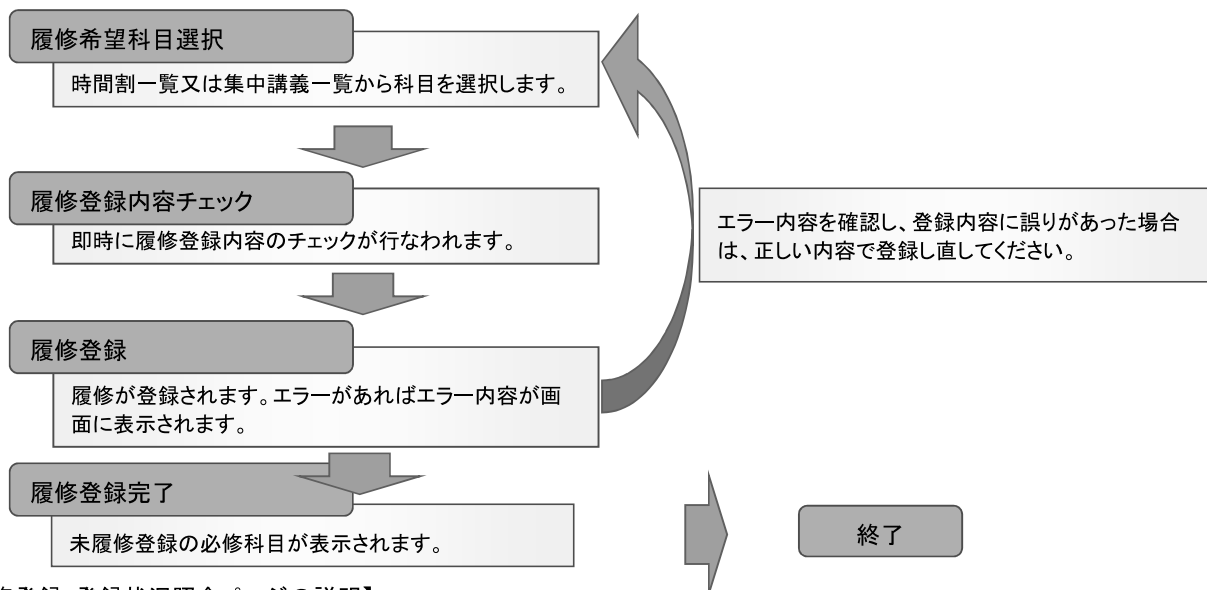 履修希望科目選択
時間割一覧又は集中講義一覧から科目を選択します。
履修登録内容チェック
即時に履修登録内容のチェックが行なわれます。
エラー内容を確認し、登録内容に誤りがあった場合
は、正しい内容で登録し直してください。
履修登録
履修が登録されます。エラーがあればエラー内容が画
面に表示されます。
履修登録完了
未履修登録の必修科目が表示されます。
終了